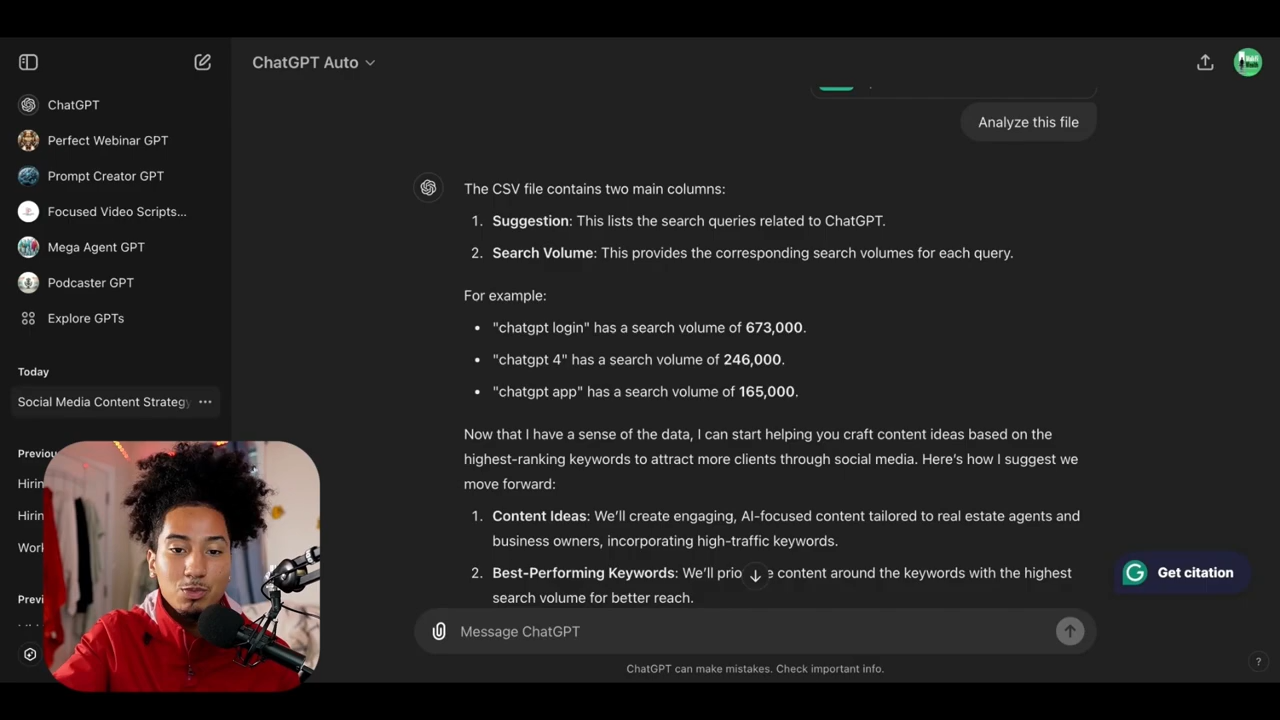 ChatGPT Auto
ChatGPT
Perfect Webinar GPT
Prompt Creator GPT
Focused Video Scripts...
Mega Agent GPT
Podcaster GPT
Explore GPTs
Today
Social Media Content Strategy
Previou
Hirin
Hirin
Work
Previ
Analyze this file
The CSV file contains two main columns:
1. Suggestion: This lists the search queries related to ChatGPT.
2. Search Volume: This provides the corresponding search volumes for each query.
For example:
• "chatgpt login" has a search volume of 673,000.
• "chatgpt 4" has a search volume of 246,000.
• "chatgpt app" has a search volume of 165,000.
Now that I have a sense of the data, I can start helping you craft content ideas based on the
highest-ranking keywords to attract more clients through social media. Here's how I suggest we
move forward:
1. Content Ideas: We'll create engaging, AI-focused content tailored to real estate agents and
business owners, incorporating high-traffic keywords.
2. Best-Performing Keywords: We'll prio e content around the keywords with the highest
search volume for better reach.
Get citation
Message ChatGPT
ChatGPT can make mistakes. Check important info.
?